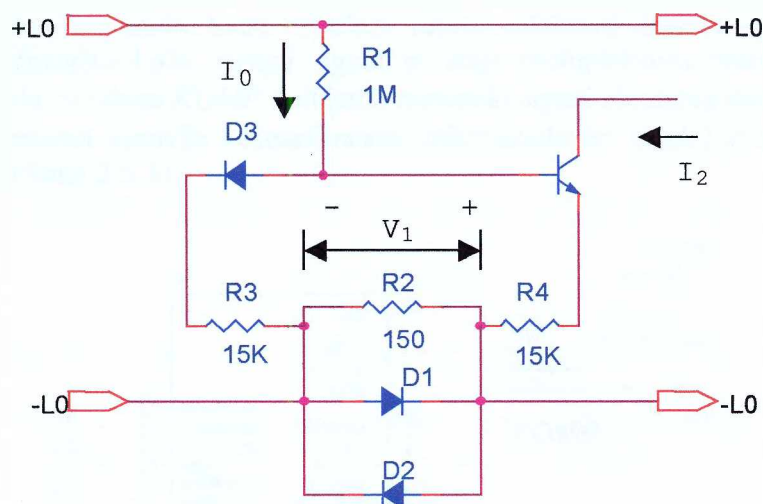 +L0 +L0
R1
I0
1M
D3
I2
- +
V1
R2
R3 R4
15K 150 15K
D1
-L0 -L0
D2